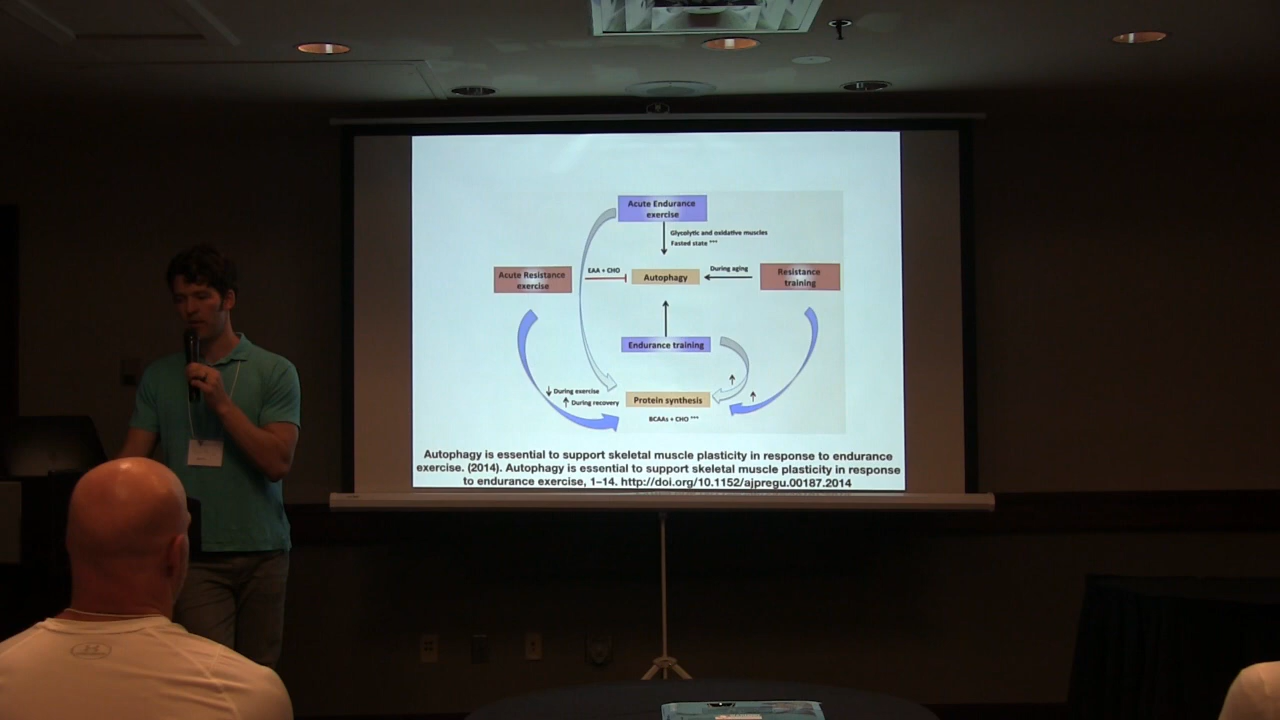 Acute Endurance
exercise
Glycolytic and oxidative muscles
Fasted state ***
Acute Resistance
exercise
EAA + CHO
Autophagy
During aging
Resistance
training
Endurance training
↓ During exercise
↑ During recovery
Protein synthesis
↑
↑
BCAAs + CHO ***
Autophagy is essential to support skeletal muscle plasticity in response to endurance
exercise. (2014). Autophagy is essential to support skeletal muscle plasticity in response
to endurance exercise, 1–14. http://doi.org/10.1152/ajpregu.00187.2014